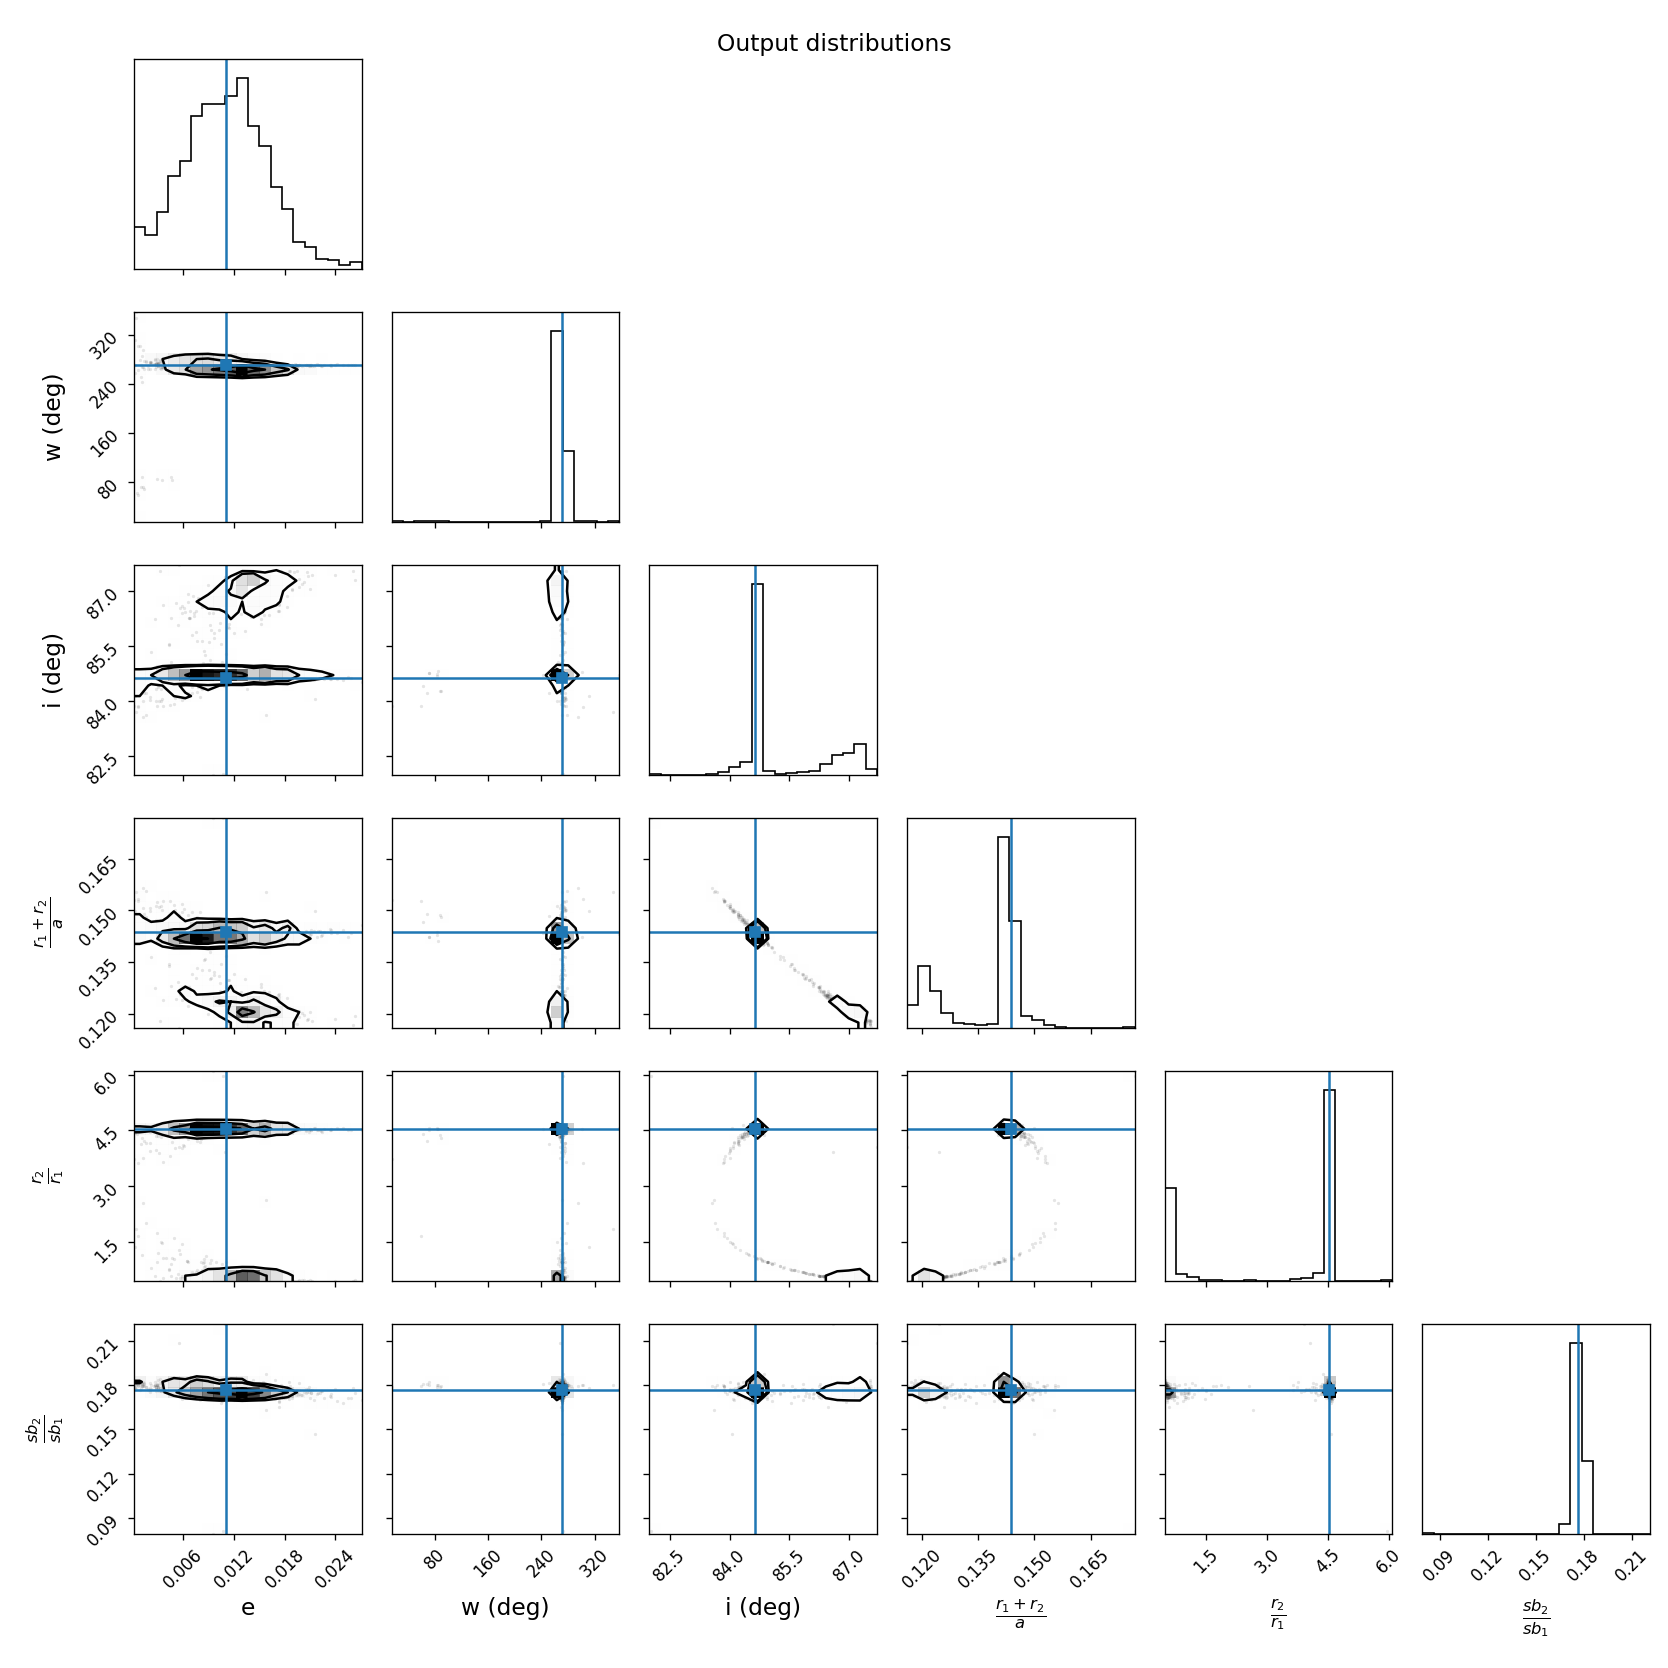 Output distributions
w (deg)
320
240
160
80
i (deg)
87.0
85.5
84.0
82.5
r₁ + r₂
a
0.165
0.150
0.135
0.120
r₂
r₁
6.0
4.5
3.0
1.5
sb₂
sb₁
0.21
0.18
0.15
0.12
0.09
0.006 0.012 0.018 0.024
80 160 240 320
82.5 84.0 85.5 87.0
0.120 0.135 0.150 0.165
1.5 3.0 4.5 6.0
0.09 0.12 0.15 0.18 0.21
e
w (deg)
i (deg)
r₁ + r₂
a
r₂
r₁
sb₂
sb₁